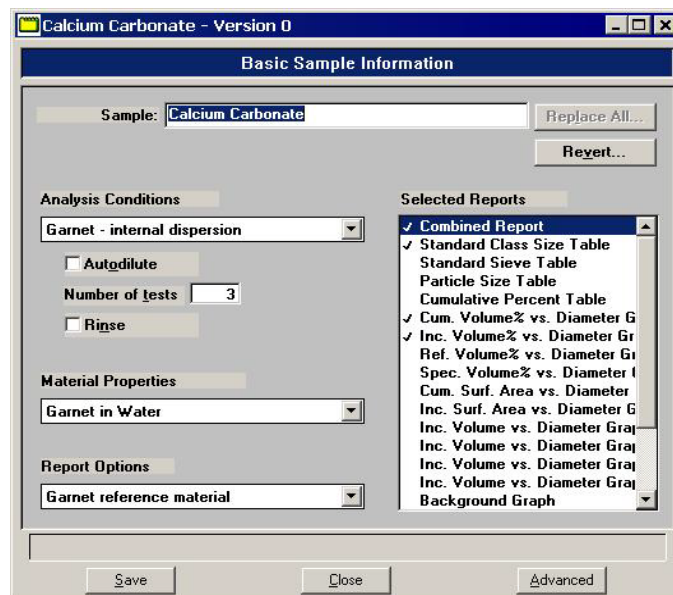 Calcium Carbonate - Version 0
Basic Sample Information
Sample: Calcium Carbonate
Replace All...
Revert...
Analysis Conditions
Garnet - internal dispersion
Autodilute
Number of tests 3
Rinse
Material Properties
Garnet in Water
Report Options
Garnet reference material
Selected Reports
✓ Combined Report
✓ Standard Class Size Table
Standard Sieve Table
Particle Size Table
Cumulative Percent Table
✓ Cum. Volume% vs. Diameter G
✓ Inc. Volume% vs. Diameter Gr
Ref. Volume% vs. Diameter Gr
Spec. Volume% vs. Diameter
Cum. Surf. Area vs. Diameter
Inc. Surf. Area vs. Diameter G
Inc. Volume vs. Diameter Grap
Inc. Volume vs. Diameter Grap
Inc. Volume vs. Diameter Grap
Inc. Volume vs. Diameter Grap
Background Graph
Save
Close
Advanced